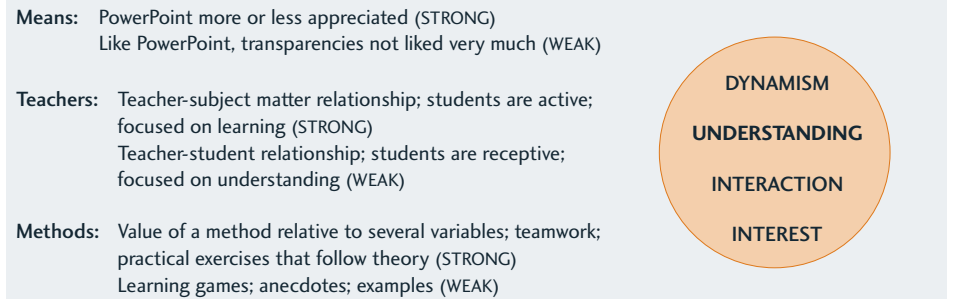 Means: PowerPoint more or less appreciated (STRONG)
Like PowerPoint, transparencies not liked very much (WEAK)
Teachers: Teacher-subject matter relationship; students are active;
focused on learning (STRONG)
Teacher-student relationship; students are receptive;
focused on understanding (WEAK)
Methods: Value of a method relative to several variables; teamwork;
practical exercises that follow theory (STRONG)
Learning games; anecdotes; examples (WEAK)
DYNAMISM
UNDERSTANDING
INTERACTION
INTEREST